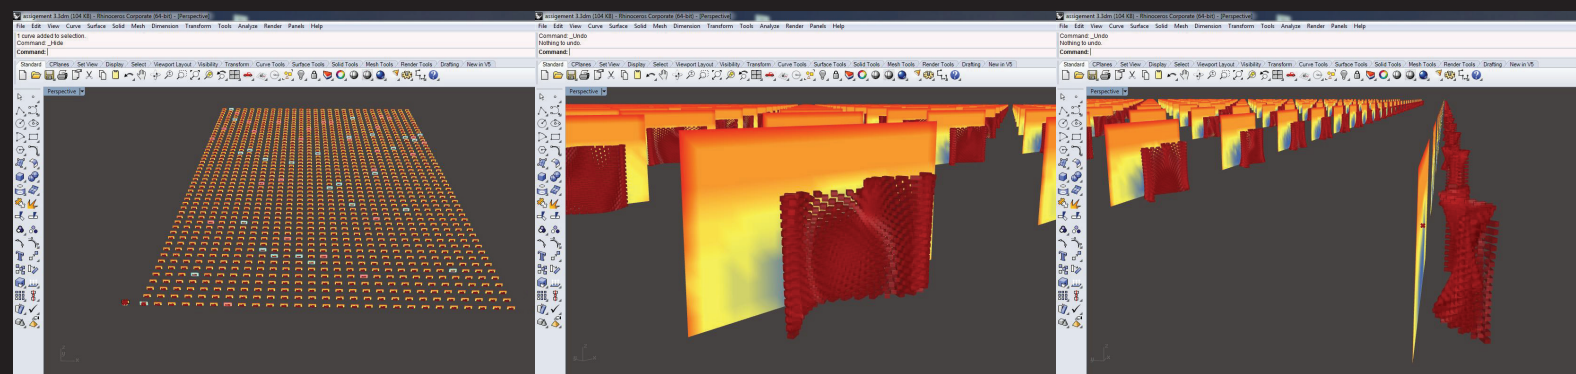 assigement 3.3dm (104 KB) - Rhinoceros Corporate (64-bit) - [Perspective]
File Edit View Curve Surface Solid Mesh Dimension Transform Tools Analyze Render Panels Help
1 curve added to selection.
Command: _Hide
Command:
Standard CPlanes Set View Display Select Viewport Layout Visibility Transform Curve Tools Surface Tools Solid Tools Mesh Tools Render Tools Drafting New in V5
Perspective
assigement 3.3dm (104 KB) - Rhinoceros Corporate (64-bit) - [Perspective]
File Edit View Curve Surface Solid Mesh Dimension Transform Tools Analyze Render Panels Help
Command: _Undo
Nothing to undo.
Command:
Standard CPlanes Set View Display Select Viewport Layout Visibility Transform Curve Tools Surface Tools Solid Tools Mesh Tools Render Tools Drafting New in V5
Perspective
assigement 3.3dm (104 KB) - Rhinoceros Corporate (64-bit) - [Perspective]
File Edit View Curve Surface Solid Mesh Dimension Transform Tools Analyze Render Panels Help
Command: _Undo
Nothing to undo.
Command:
Standard CPlanes Set View Display Select Viewport Layout Visibility Transform Curve Tools Surface Tools Solid Tools Mesh Tools Render Tools Drafting New in V5
Perspective